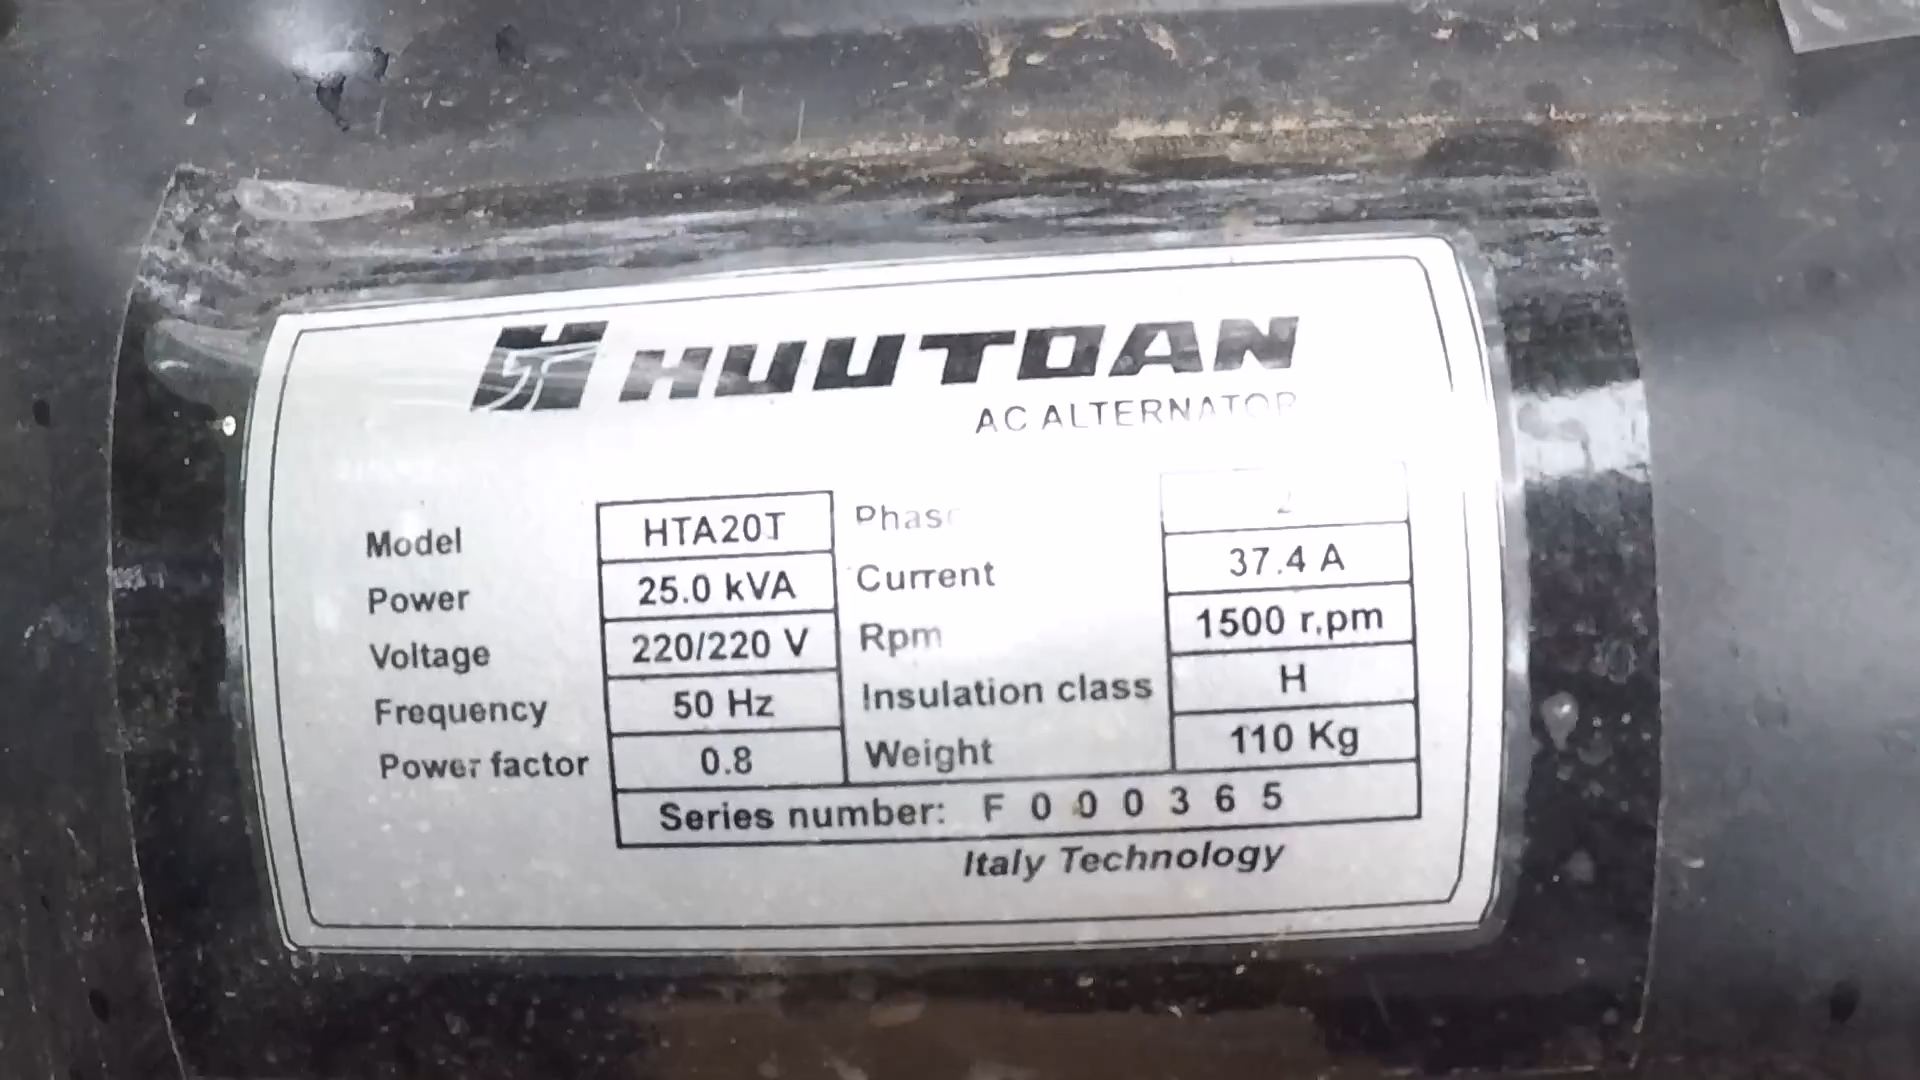 HUUTOAN
AC ALTERNATOR
Model HTA20T Phase
Power 25.0 kVA Current 37.4 A
Voltage 220/220 V Rpm 1500 r.pm
Frequency 50 Hz Insulation class H
Power factor 0.8 Weight 110 Kg
Series number: F 0 0 0 3 6 5
Italy Technology